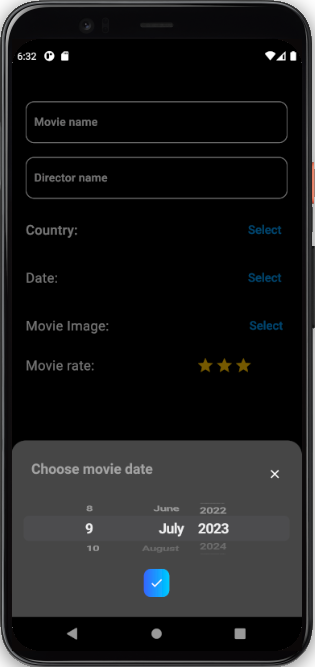 6:32
Movie name
Director name
Country: Select
Date: Select
Movie Image: Select
Movie rate:
Choose movie date
8 June 2022
9 July 2023
10 August 2024